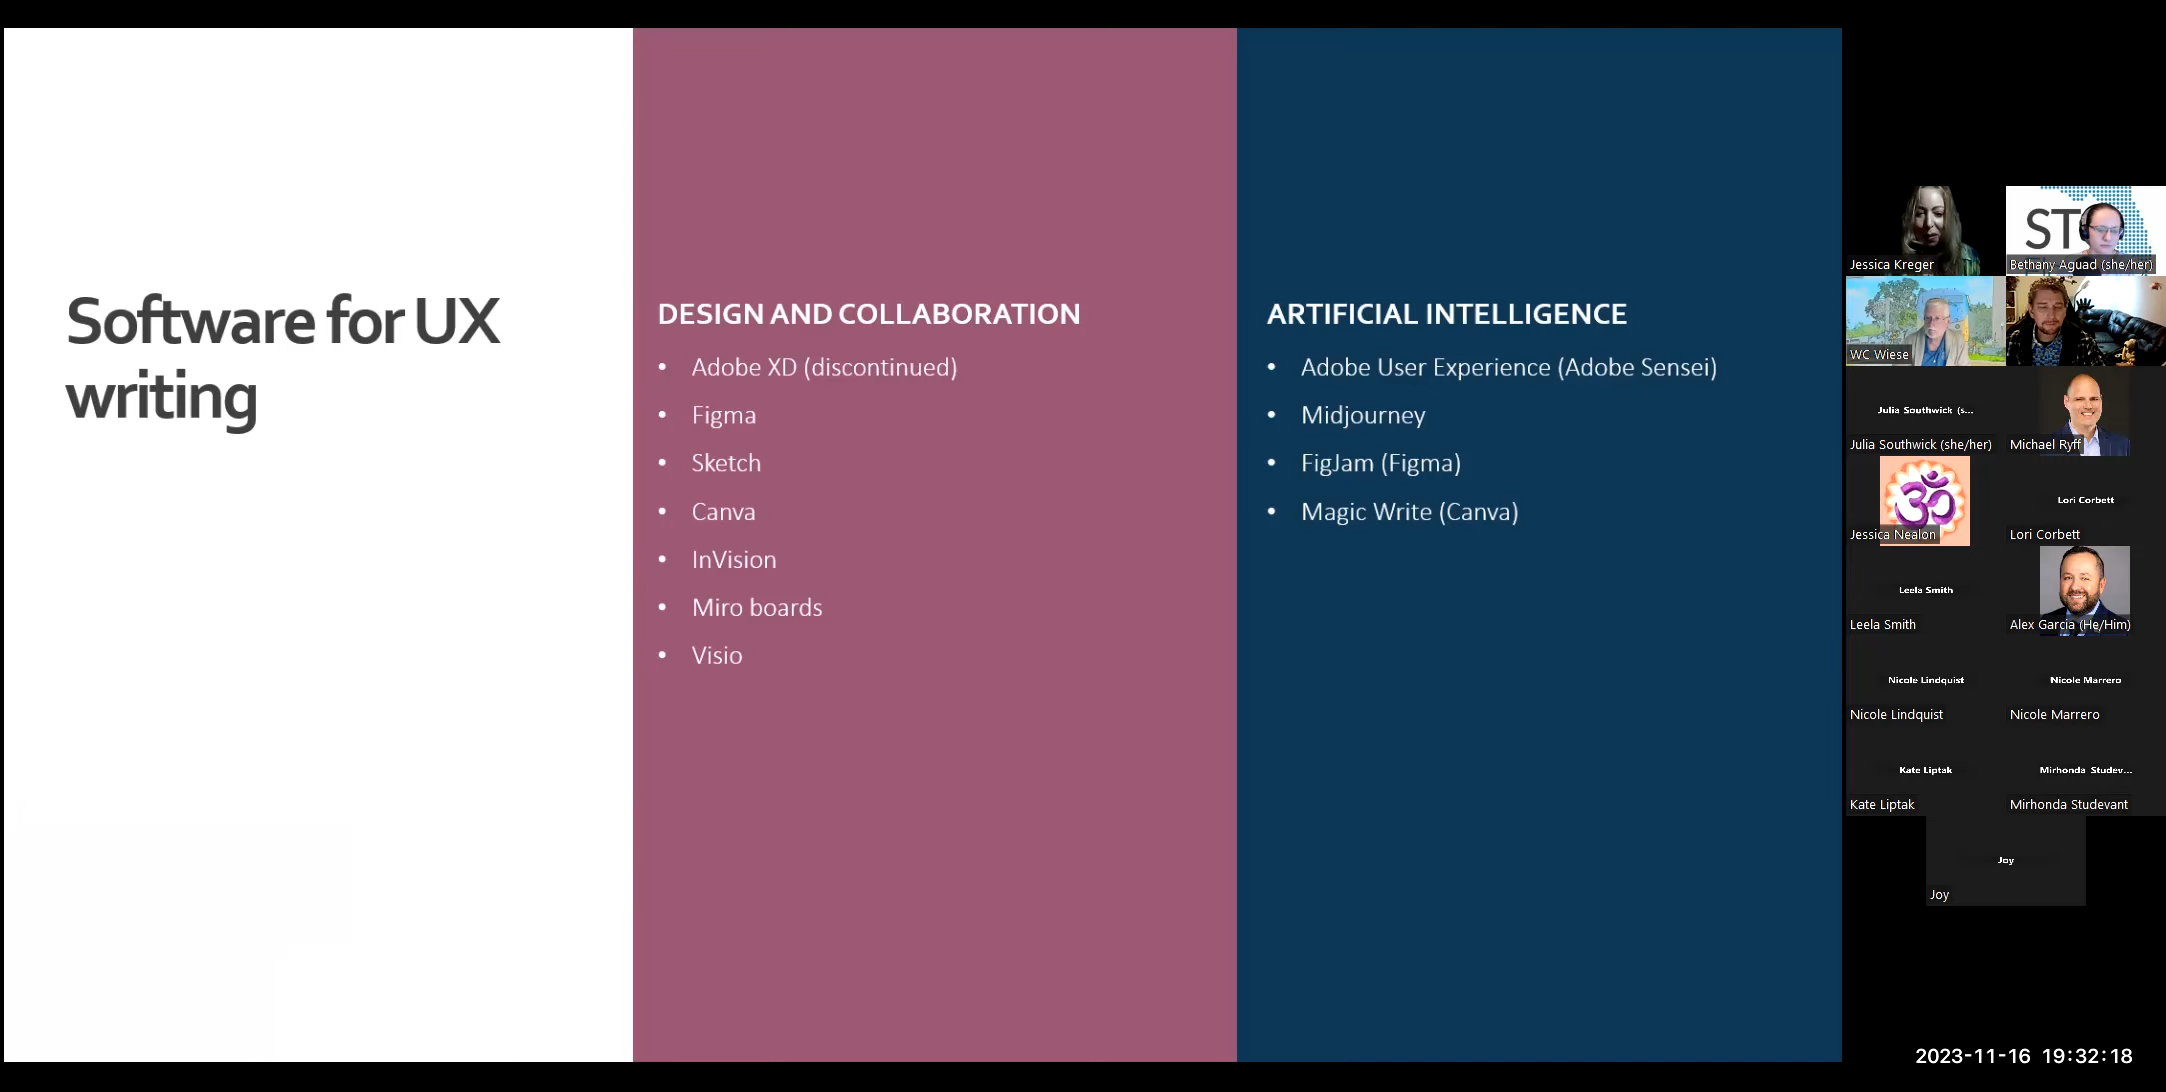 Software for UX
writing
DESIGN AND COLLABORATION
• Adobe XD (discontinued)
• Figma
• Sketch
• Canva
• InVision
• Miro boards
• Visio
ARTIFICIAL INTELLIGENCE
• Adobe User Experience (Adobe Sensei)
• Midjourney
• FigJam (Figma)
• Magic Write (Canva)
Jessica Kreger
ST
Bethany Aguad (she/her)
WC Wiese
Julia Southwick (s...
Julia Southwick (she/her)
Michael Ryff
ॐ
Jessica Nealon
Lori Corbett
Lori Corbett
Leela Smith
Leela Smith
Alex Garcia (He/Him)
Nicole Lindquist
Nicole Lindquist
Nicole Marrero
Nicole Marrero
Kate Liptak
Kate Liptak
Mirhonda Studev...
Mirhonda Studevant
Joy
Joy
2023-11-16 19:32:18